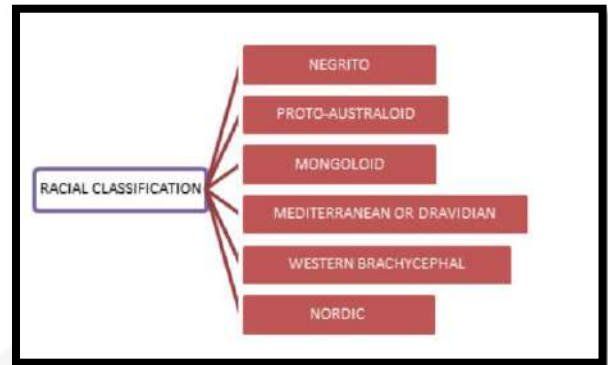 NEGRITO
PROTO-AUSTRALOID
MONGOLOID
RACIAL CLASSIFICATION
MEDITERRANEAN OR DRAVIDIAN
WESTERN BRACHYCEPHAL
NORDIC